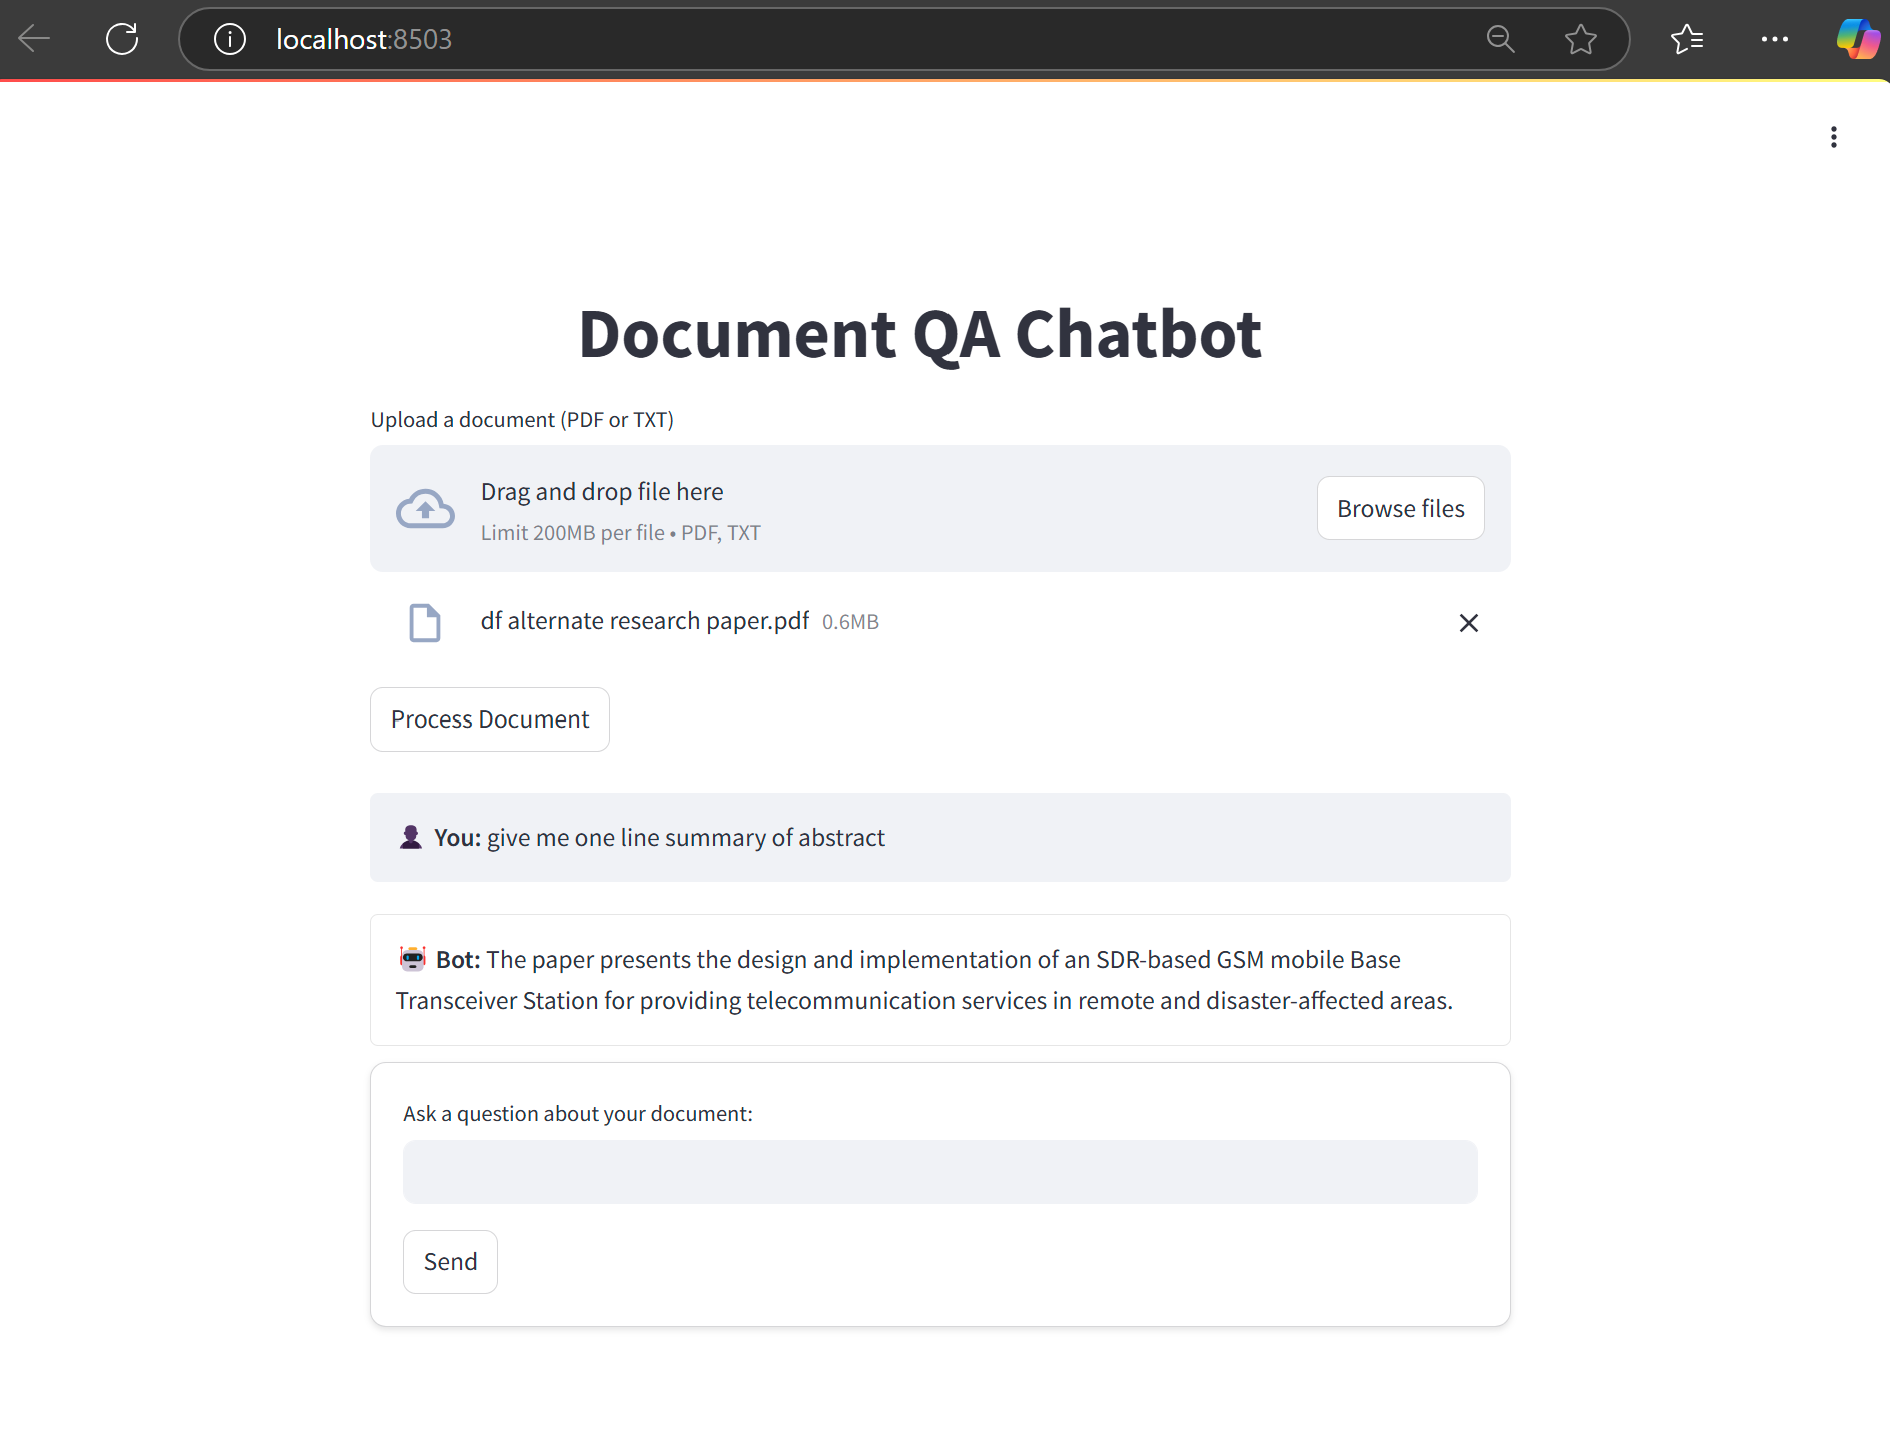 localhost:8503
Document QA Chatbot
Upload a document (PDF or TXT)
Drag and drop file here
Limit 200MB per file • PDF, TXT
Browse files
df alternate research paper.pdf 0.6MB
Process Document
You: give me one line summary of abstract
Bot: The paper presents the design and implementation of an SDR-based GSM mobile Base
Transceiver Station for providing telecommunication services in remote and disaster-affected areas.
Ask a question about your document:
Send